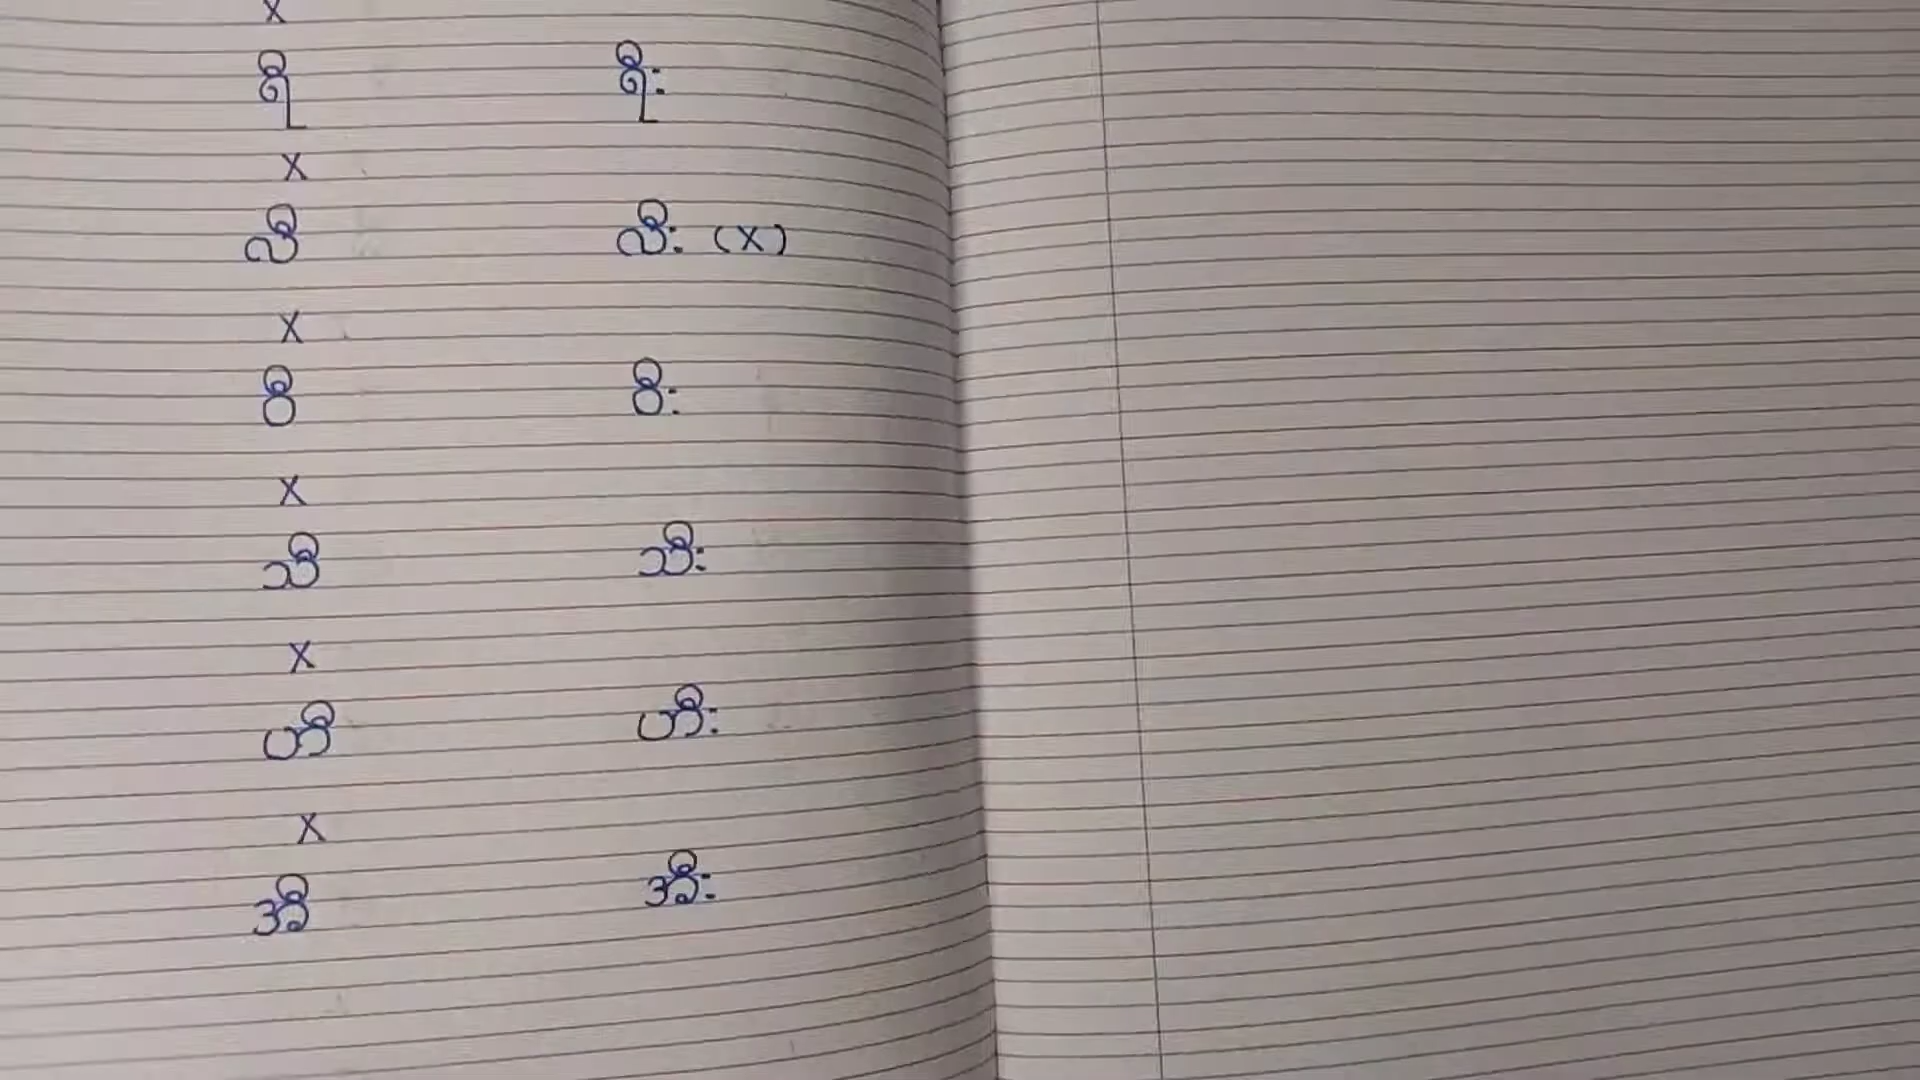 x
ရီ ရီး
x
လီ လီး (x)
x
ဝီ ဝီး
x
သီ သီး
x
ဟီ ဟီး
x
အီ အီး